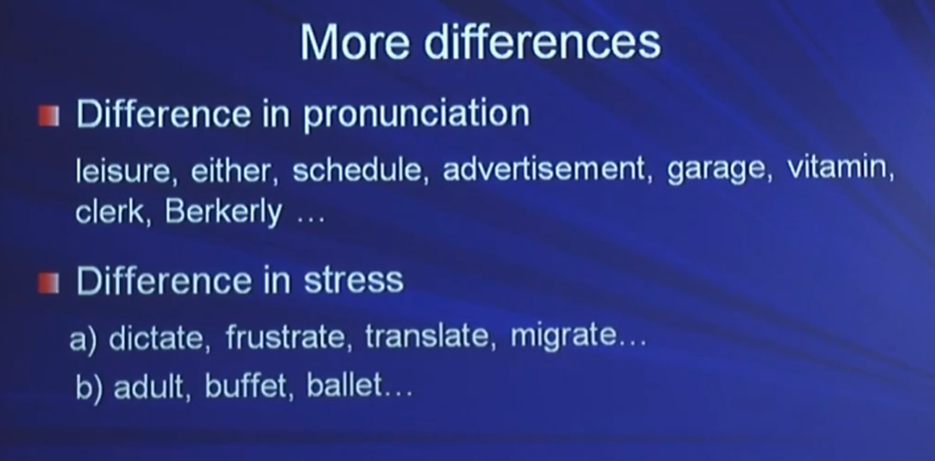 More differences
Difference in pronunciation
leisure, either, schedule, advertisement, garage, vitamin,
clerk, Berkerly ...
Difference in stress
a) dictate, frustrate, translate, migrate...
b) adult, buffet, ballet...